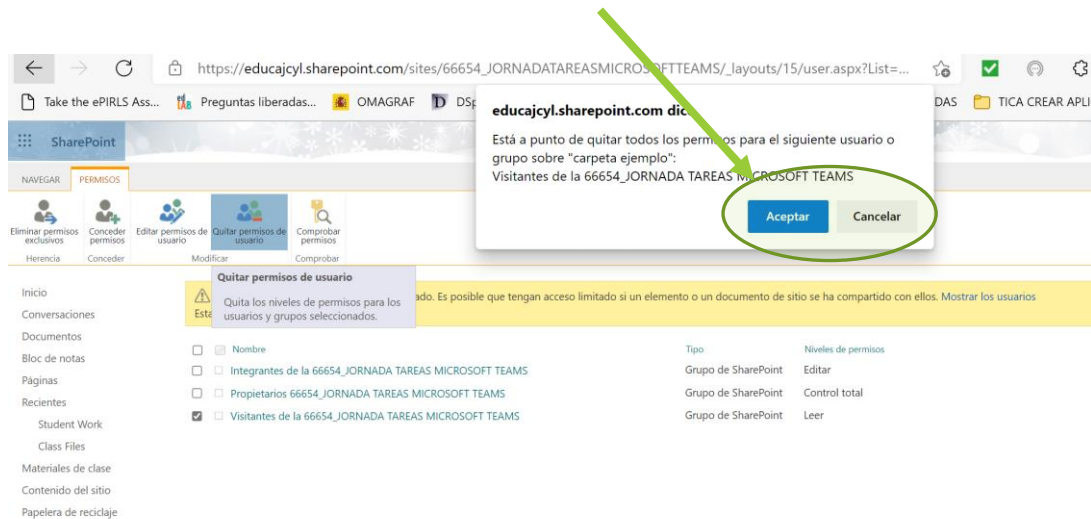 https://educajcyl.sharepoint.com/sites/66654_JORNADATAREASMICROSOFTTEAMS/_layouts/15/user.aspx?List=...
Take the ePIRLS Ass... Preguntas liberadas... OMAGRAF DSp DAS TICA CREAR APLI
educajcyl.sharepoint.com dice
Está a punto de quitar todos los permisos para el siguiente usuario o
grupo sobre "carpeta ejemplo":
Visitantes de la 66654_JORNADA TAREAS MICROSOFT TEAMS
Aceptar Cancelar
SharePoint
NAVEGAR PERMISOS
Eliminar permisos exclusivos
Conceder permisos
Editar permisos de usuario
Quitar permisos de usuario
Comprobar permisos
Herencia Conceder Modificar Comprobar
Quitar permisos de usuario
Quita los niveles de permisos para los
usuarios y grupos seleccionados.
ado. Es posible que tengan acceso limitado si un elemento o un documento de sitio se ha compartido con ellos. Mostrar los usuarios
Esta
Inicio
Conversaciones
Documentos
Bloc de notas
Páginas
Recientes
Student Work
Class Files
Materiales de clase
Contenido del sitio
Papelera de reciclaje
Nombre Tipo Niveles de permisos
Integrantes de la 66654_JORNADA TAREAS MICROSOFT TEAMS Grupo de SharePoint Editar
Propietarios 66654_JORNADA TAREAS MICROSOFT TEAMS Grupo de SharePoint Control total
Visitantes de la 66654_JORNADA TAREAS MICROSOFT TEAMS Grupo de SharePoint Leer